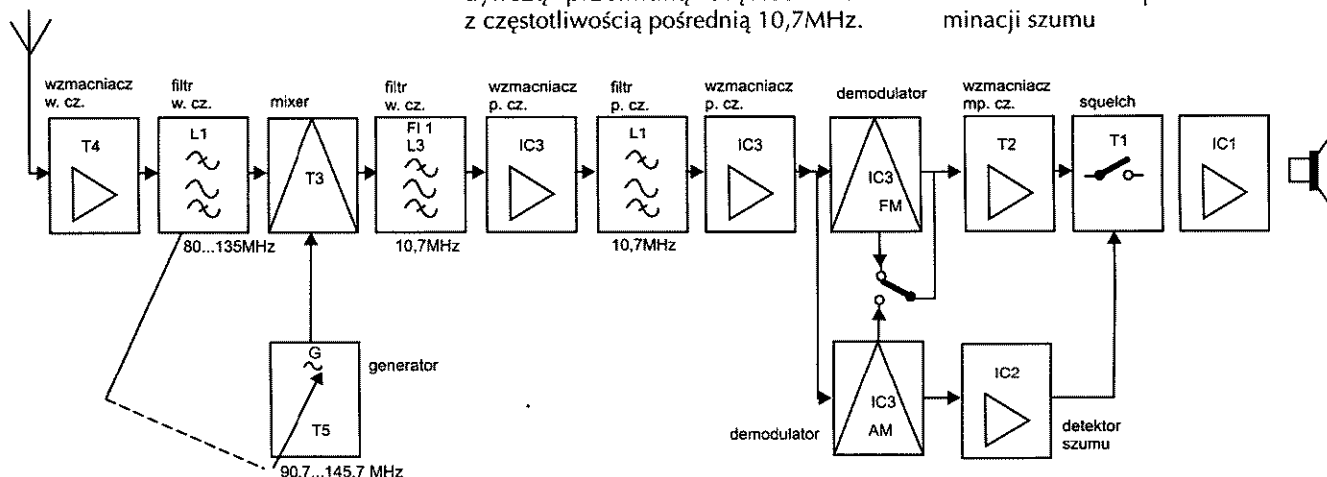 z częstotliwością pośrednią 10,7MHz.
minacji szumu
wzmacniacz
w. cz.
T4
filtr
w. cz.
L1
80...135MHz
mixer
T3
filtr
w. cz.
FI 1
L3
10,7MHz
wzmacniacz
p. cz.
IC3
filtr
p. cz.
L1
10,7MHz
wzmacniacz
p. cz.
IC3
demodulator
IC3
FM
wzmacniacz
mp. cz.
T2
squelch
T1
IC1
G
T5
generator
90,7...145,7 MHz
demodulator
IC3
AM
IC2
detektor
szumu